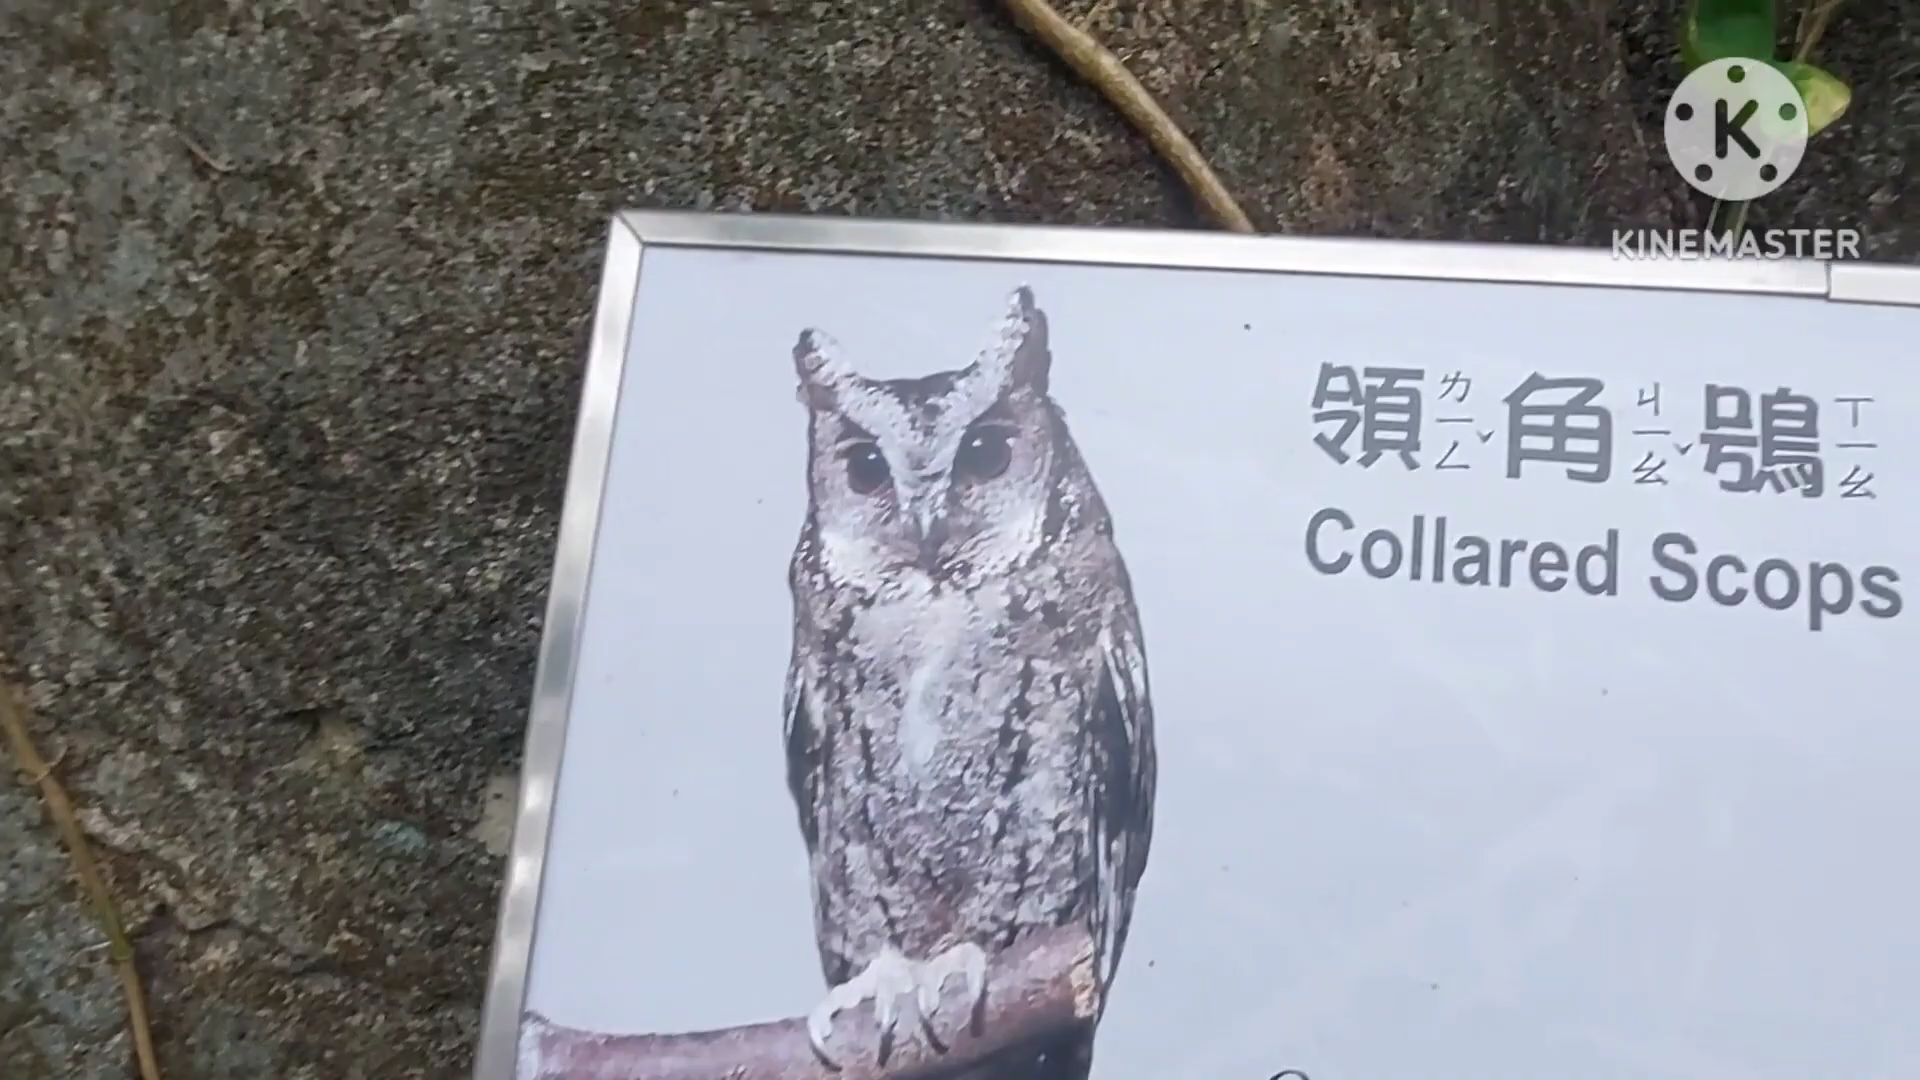 K
KINEMASTER
領ㄌㄧㄥˇ角ㄐㄧㄠˇ鴞ㄒㄧㄠ
Collared Scops